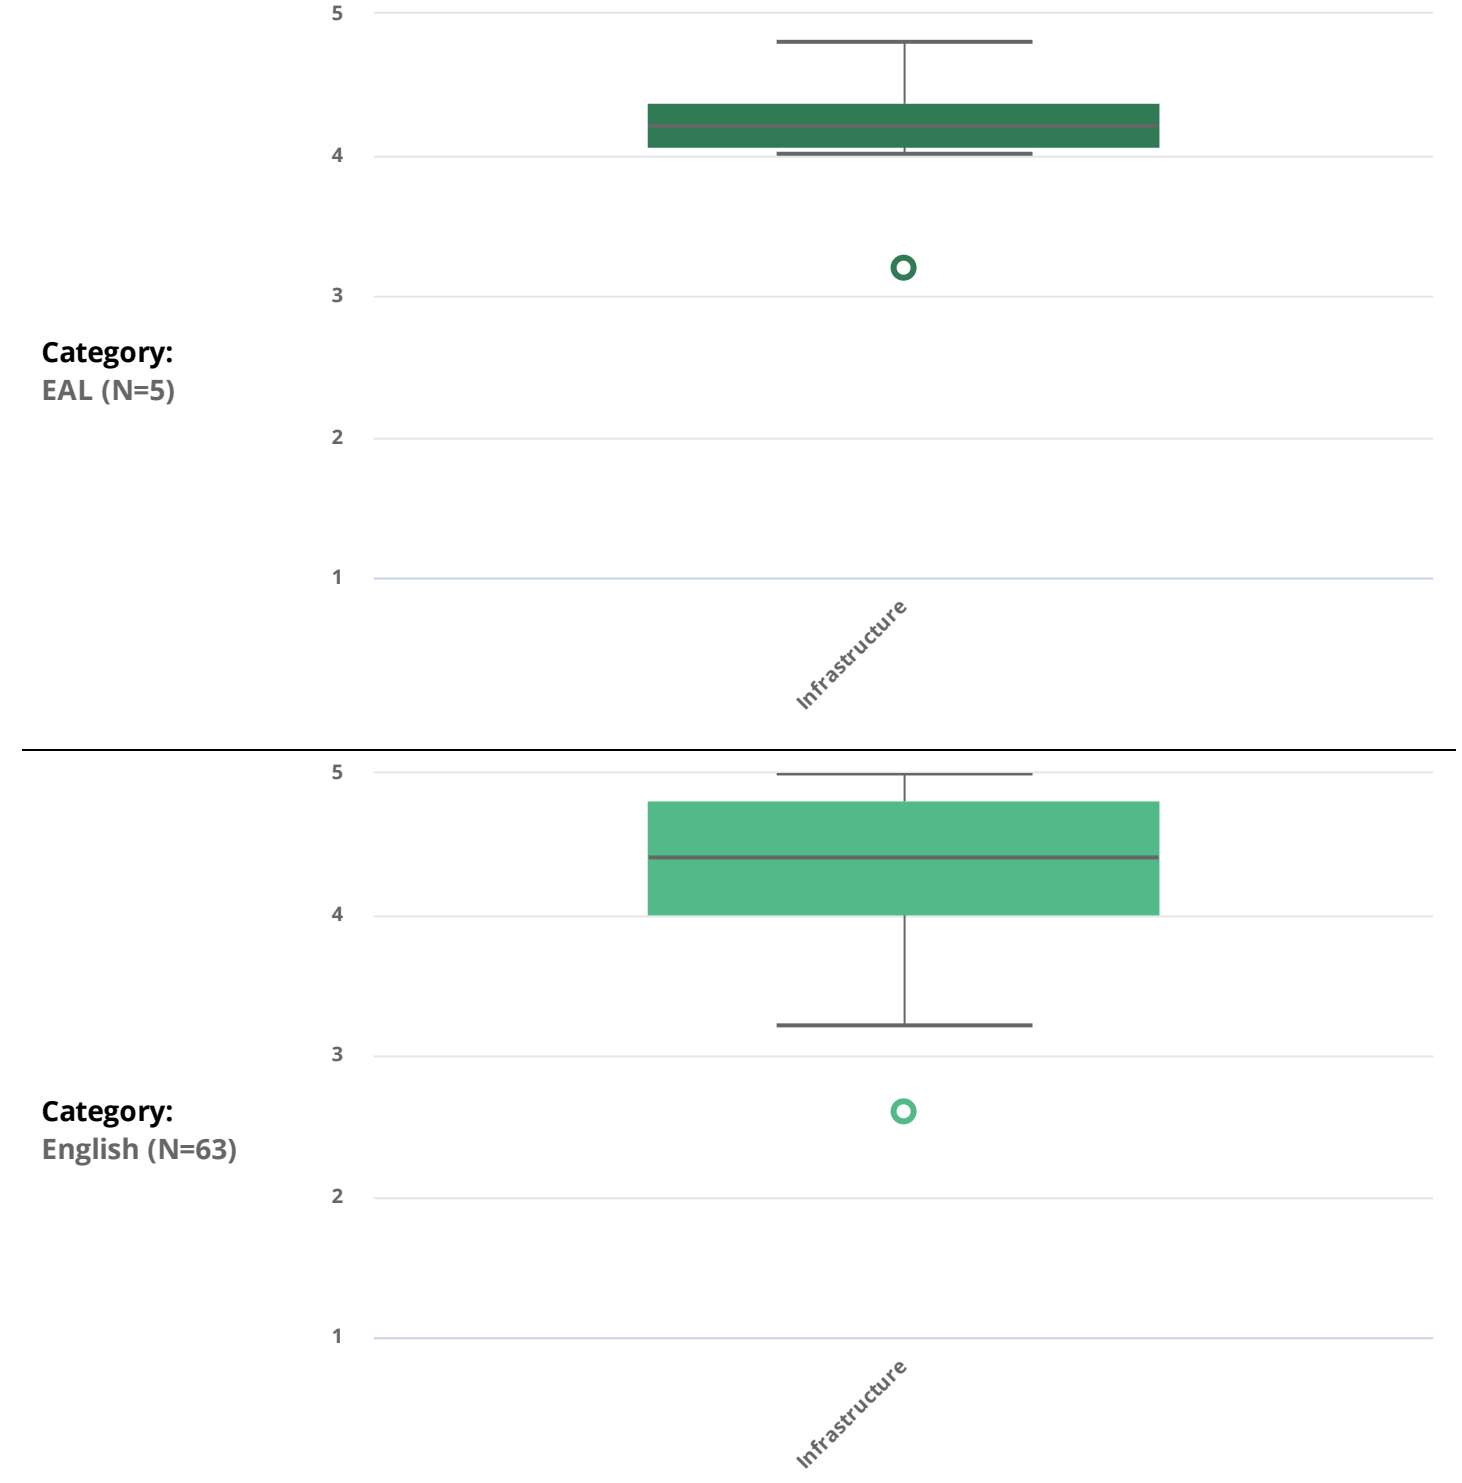 5
4
3
Category:
EAL (N=5)
2
1
Infrastructure
5
4
3
Category:
English (N=63)
2
1
Infrastructure